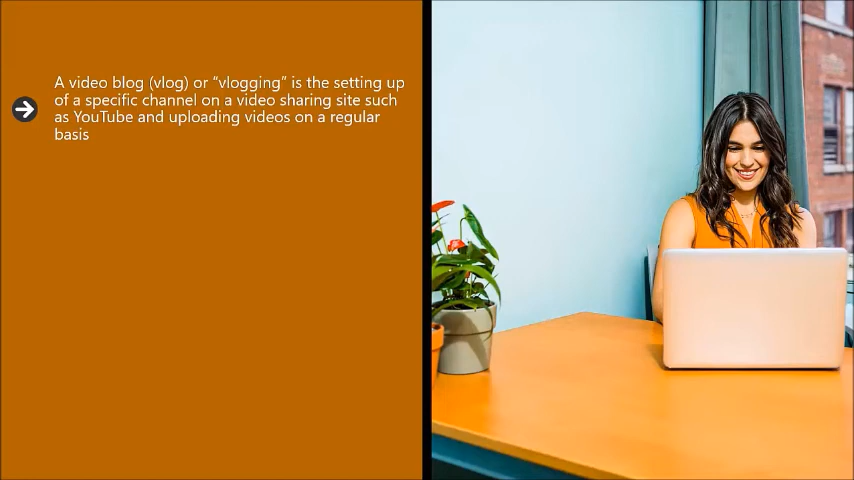 A video blog (vlog) or “vlogging” is the setting up
of a specific channel on a video sharing site such
as YouTube and uploading videos on a regular
basis